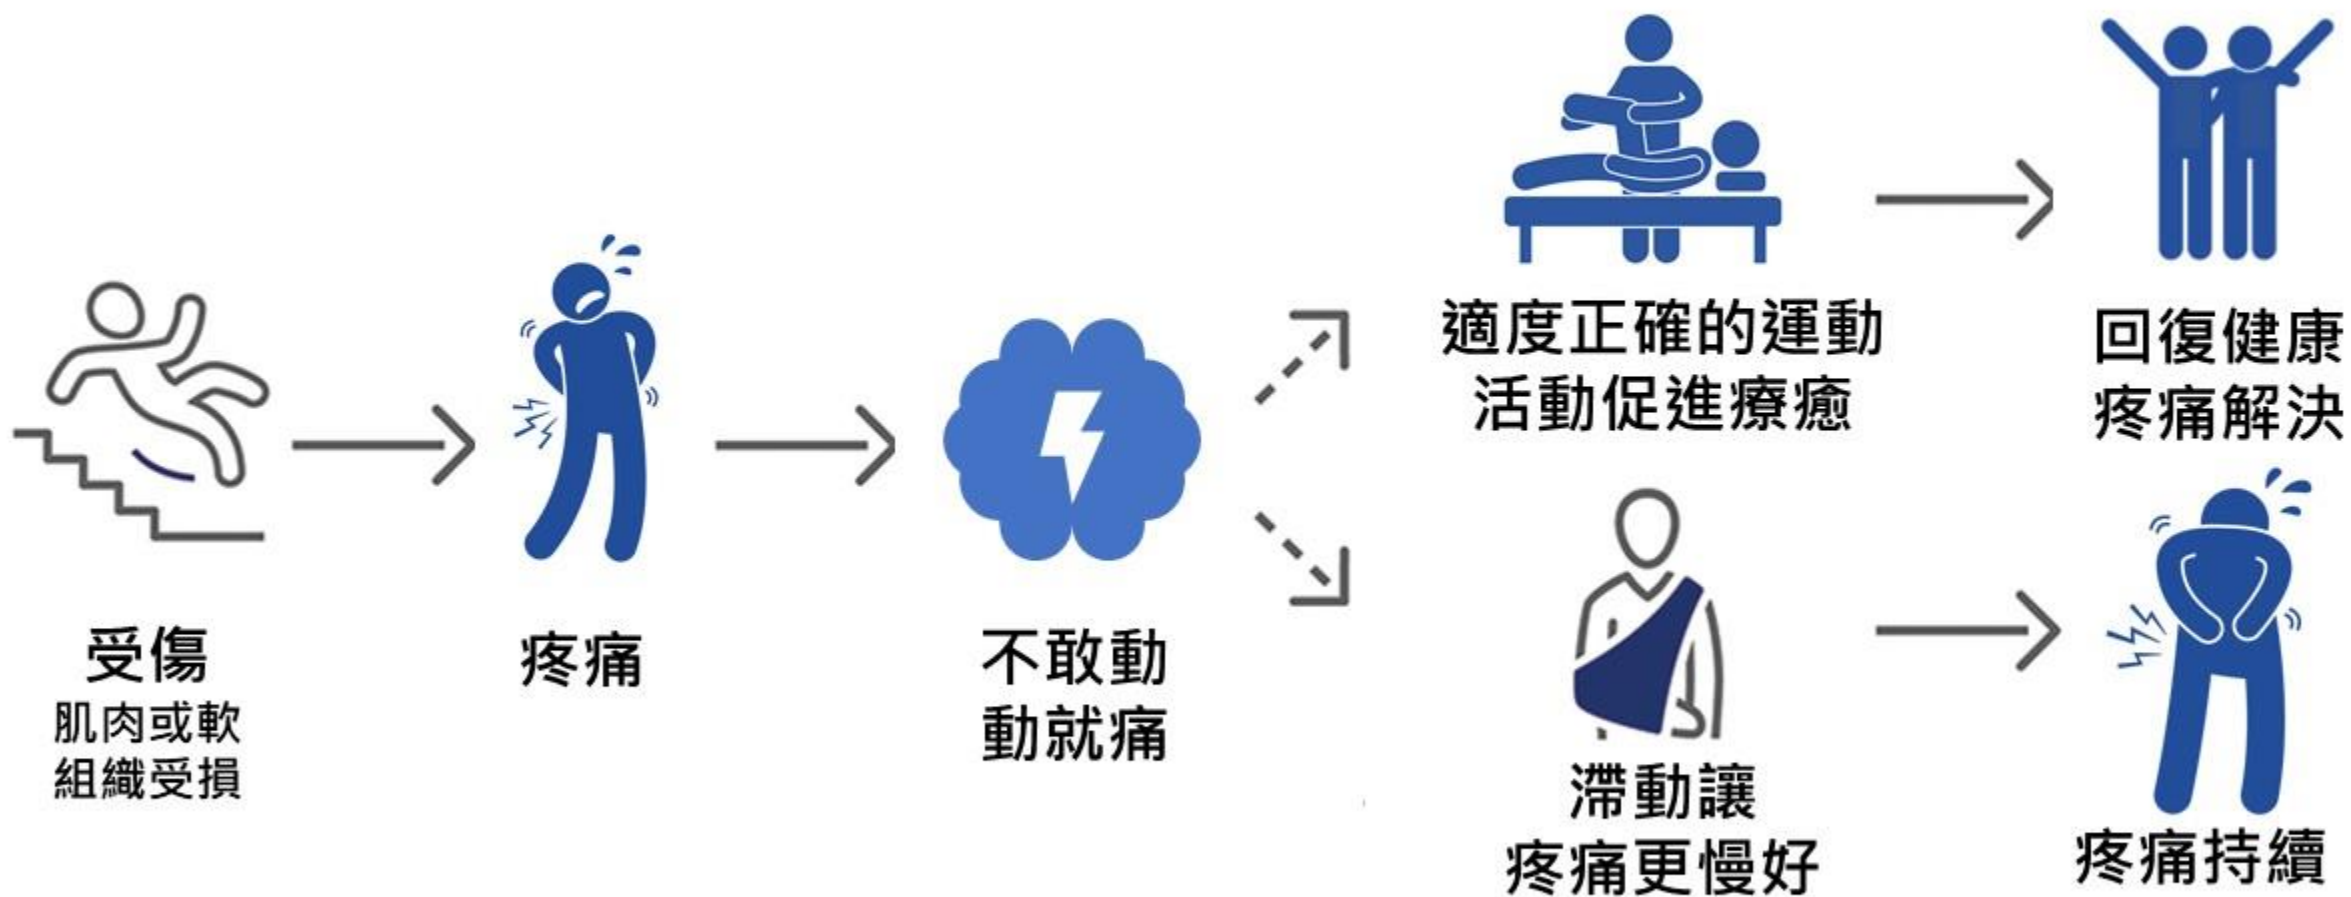 受傷
肌肉或軟
組織受損
疼痛
不敢動
動就痛
適度正確的運動
活動促進療癒
回復健康
疼痛解決
滯動讓
疼痛更慢好
疼痛持續